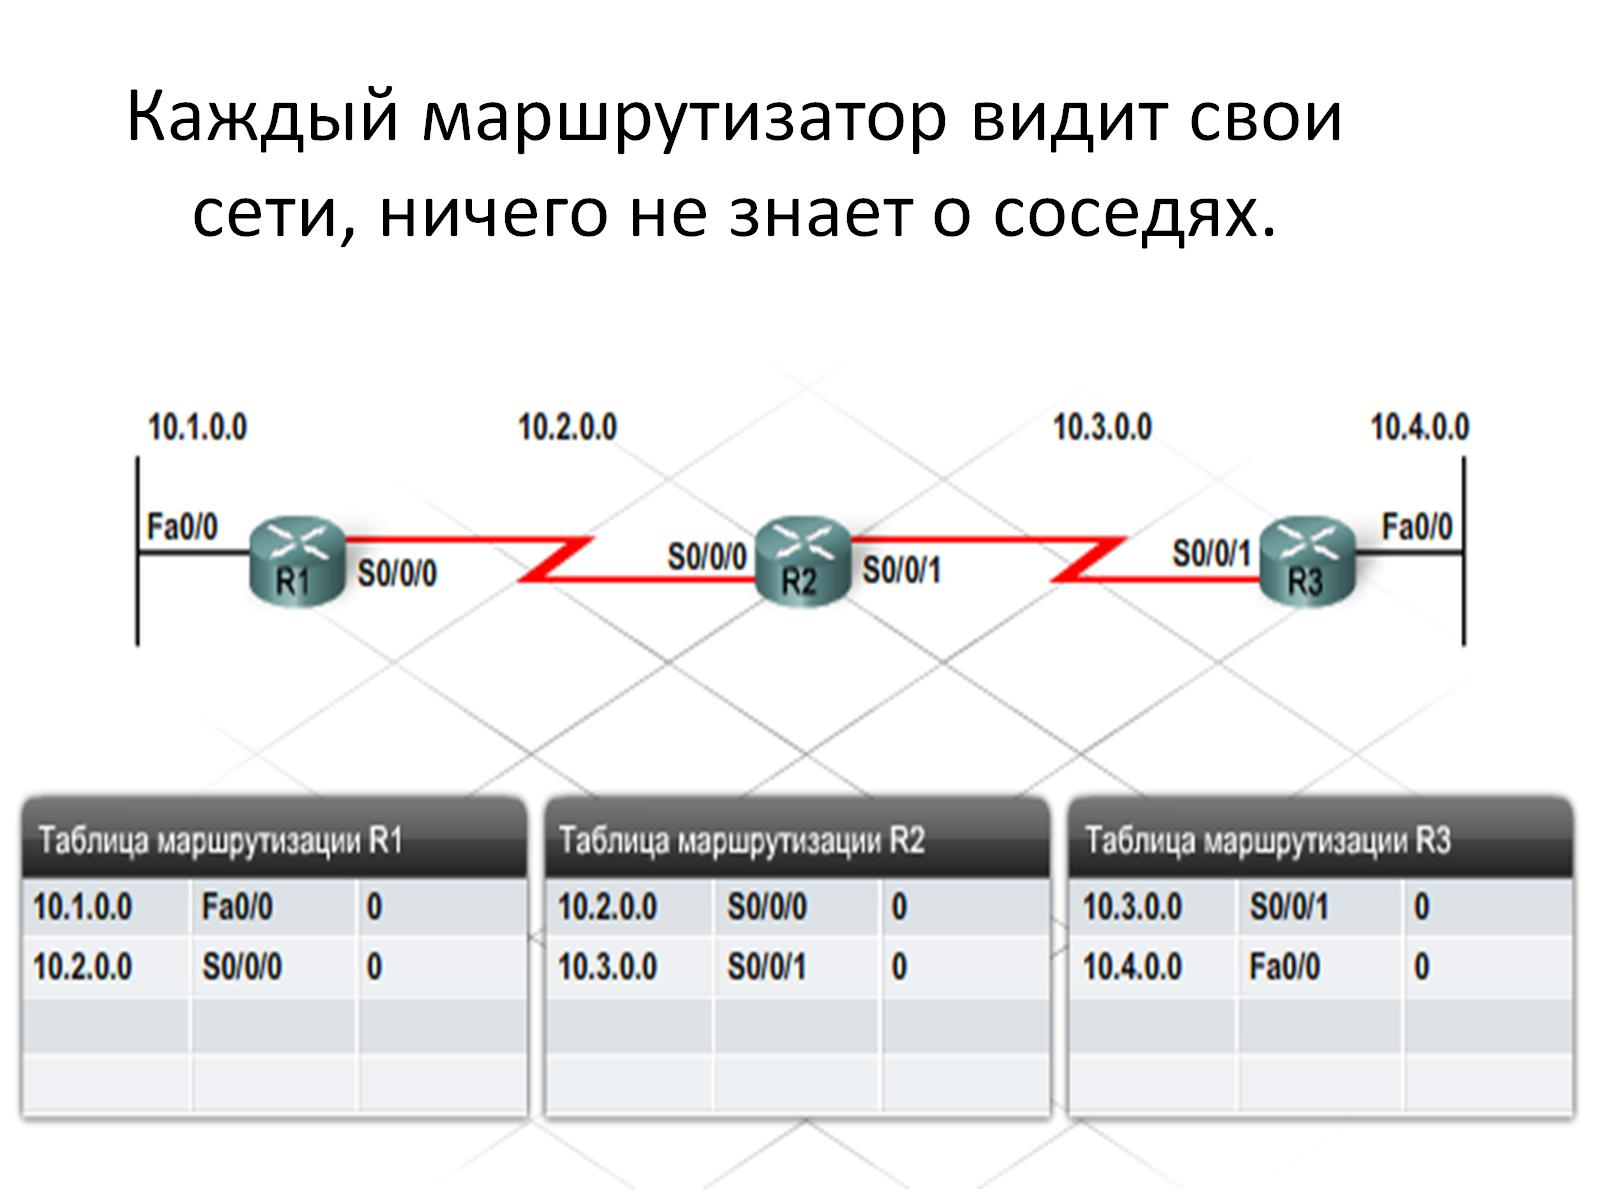 Каждый маршрутизатор видит свои
сети, ничего не знает о соседях.
10.1.0.0 10.2.0.0 10.3.0.0 10.4.0.0
Fa0/0 R1 S0/0/0 S0/0/0 R2 S0/0/1 S0/0/1 R3 Fa0/0
Таблица маршрутизации R1
10.1.0.0 Fa0/0 0
10.2.0.0 S0/0/0 0
Таблица маршрутизации R2
10.2.0.0 S0/0/0 0
10.3.0.0 S0/0/1 0
Таблица маршрутизации R3
10.3.0.0 S0/0/1 0
10.4.0.0 Fa0/0 0